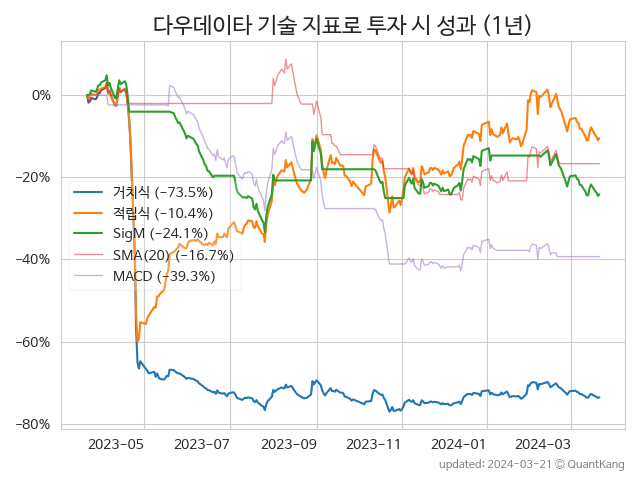 다우데이타 기술 지표로 투자 시 성과 (1년)
0%
−20%
−40%
−60%
−80%
거치식 (−73.5%)
적립식 (−10.4%)
SigM (−24.1%)
SMA(20) (−16.7%)
MACD (−39.3%)
2023−05 2023−07 2023−09 2023−11 2024−01 2024−03
updated: 2024−03−21 © QuantKang